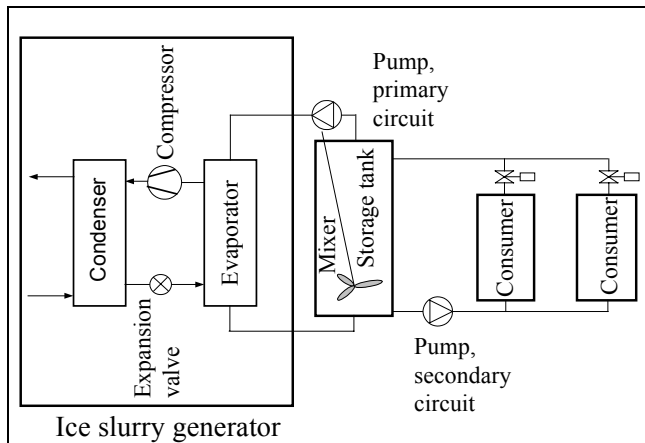 Pump,
primary
circuit
Compressor
Condenser
Evaporator
Expansion
valve
Mixer
Storage tank
Consumer
Consumer
Pump,
secondary
circuit
Ice slurry generator